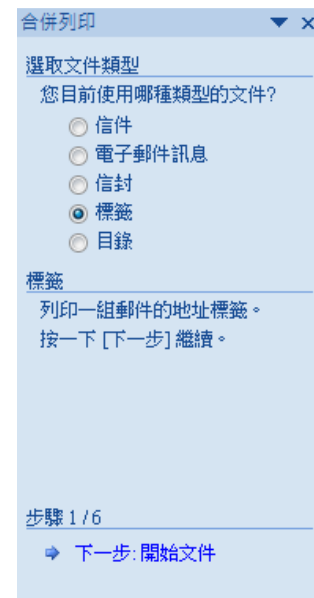 合併列印
選取文件類型
您目前使用哪種類型的文件?
信件
電子郵件訊息
信封
標籤
目錄
標籤
列印一組郵件的地址標籤。
按一下 [下一步] 繼續。
步驟 1/6
下一步: 開始文件